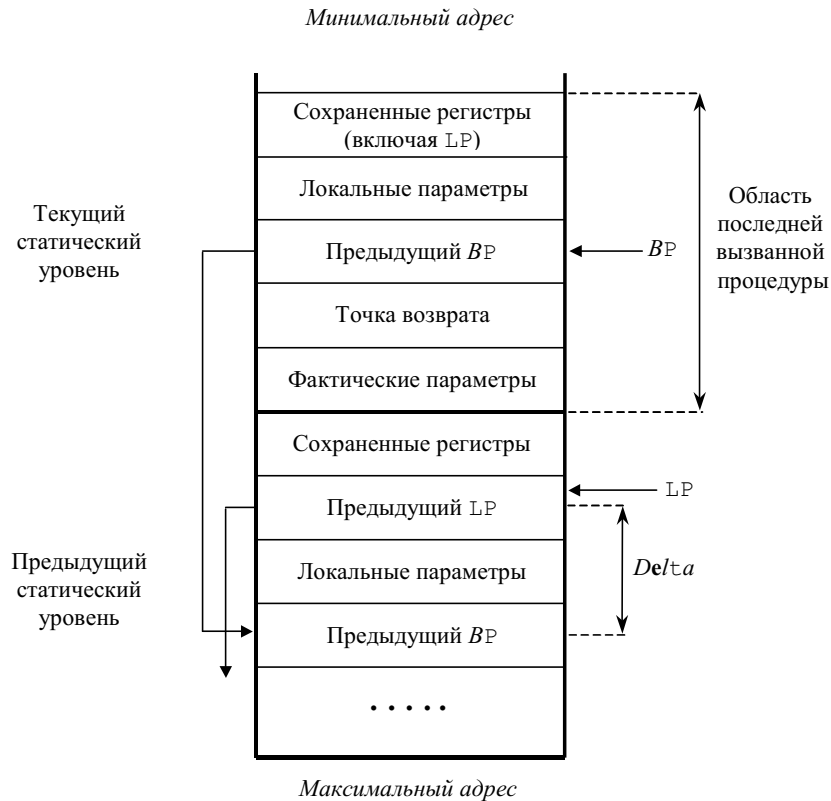 Минимальный адрес
Сохраненные регистры
(включая LP)
Локальные параметры
Текущий
статический
уровень
Предыдущий BP
BP
Область
последней
вызванной
процедуры
Точка возврата
Фактические параметры
Сохраненные регистры
LP
Предыдущий LP
Предыдущий
статический
уровень
Локальные параметры
Delta
Предыдущий BP
. . . . .
Максимальный адрес